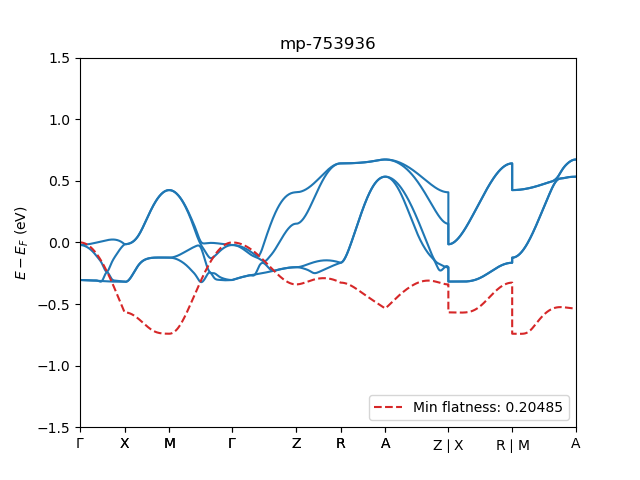 mp-753936
E − E_F (eV)
1.5
1.0
0.5
0.0
−0.5
−1.0
−1.5
Min flatness: 0.20485
Γ X M Γ Z R A Z | X R | M A